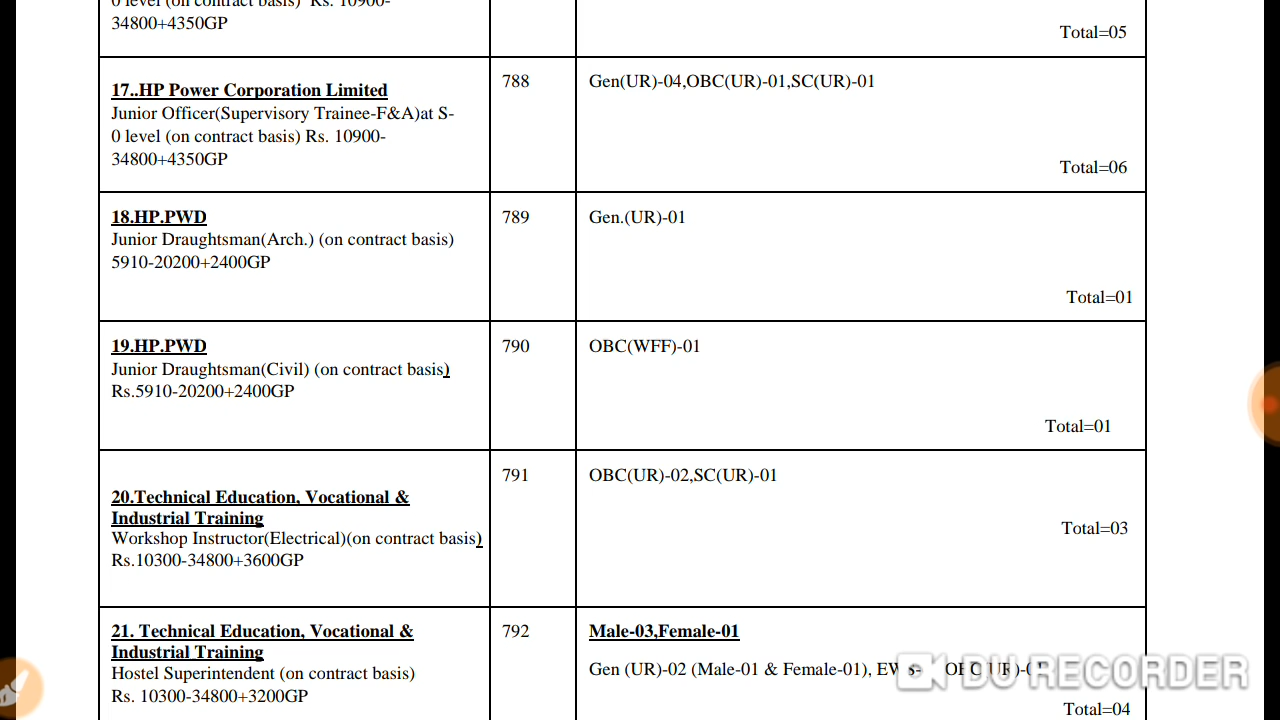 0 level (on contract basis) Rs. 10900-
34800+4350GP
Total=05
17..HP Power Corporation Limited
Junior Officer(Supervisory Trainee-F&A)at S-
0 level (on contract basis) Rs. 10900-
34800+4350GP
788
Gen(UR)-04,OBC(UR)-01,SC(UR)-01
Total=06
18.HP.PWD
Junior Draughtsman(Arch.) (on contract basis)
5910-20200+2400GP
789
Gen.(UR)-01
Total=01
19.HP.PWD
Junior Draughtsman(Civil) (on contract basis)
Rs.5910-20200+2400GP
790
OBC(WFF)-01
Total=01
20.Technical Education, Vocational &
Industrial Training
Workshop Instructor(Electrical)(on contract basis)
Rs.10300-34800+3600GP
791
OBC(UR)-02,SC(UR)-01
Total=03
21. Technical Education, Vocational &
Industrial Training
Hostel Superintendent (on contract basis)
Rs. 10300-34800+3200GP
792
Male-03,Female-01
Gen (UR)-02 (Male-01 & Female-01),
Total=04
DU RECORDER